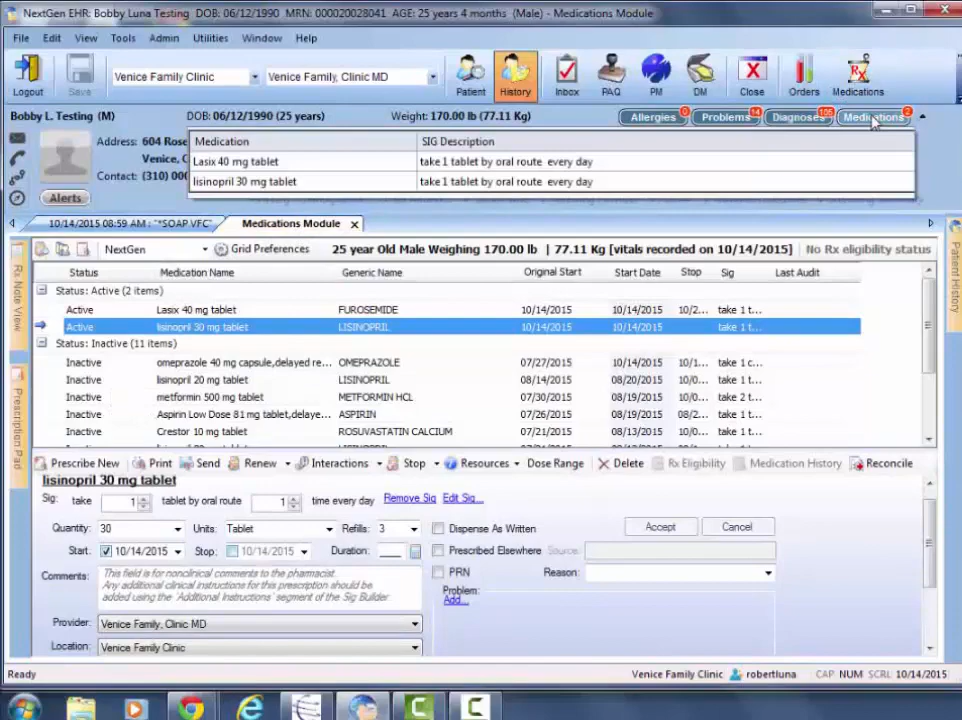 NextGen EHR: Bobby Luna Testing DOB: 06/12/1990 MRN: 000020028041 AGE: 25 years 4 months (Male) - Medications Module
File Edit View Tools Admin Utilities Window Help
Venice Family Clinic Venice Family, Clinic MD
Logout Save Patient History Inbox PAQ PM DM Close Orders Medications
Bobby L. Testing (M) DOB: 06/12/1990 (25 years) Weight: 170.00 lb (77.11 Kg) Allergies 0 Problems 14 Diagnoses Medications 2
Address: 604 Rose
Venice, C
Contact: (310) 00
Alerts
Medication SIG Description
Lasix 40 mg tablet take 1 tablet by oral route every day
lisinopril 30 mg tablet take 1 tablet by oral route every day
10/14/2015 08:59 AM : "*SOAP VFC" Medications Module
NextGen Grid Preferences 25 year Old Male Weighing 170.00 lb | 77.11 Kg [vitals recorded on 10/14/2015] No Rx eligibility status
Status Medication Name Generic Name Original Start Start Date Stop Sig Last Audit
Status: Active (2 items)
Active Lasix 40 mg tablet FUROSEMIDE 10/14/2015 10/14/2015 10/2... take 1 t...
Active lisinopril 30 mg tablet LISINOPRIL 10/14/2015 10/14/2015 take 1 t...
Status: Inactive (11 items)
Inactive omeprazole 40 mg capsule,delayed re... OMEPRAZOLE 07/27/2015 10/14/2015 10/1... take 1 c...
Inactive lisinopril 20 mg tablet LISINOPRIL 08/14/2015 08/20/2015 10/0... take 1 t...
Inactive metformin 500 mg tablet METFORMIN HCL 07/30/2015 08/19/2015 10/0... take 2 t...
Inactive Aspirin Low Dose 81 mg tablet,delaye... ASPIRIN 07/26/2015 08/19/2015 08/2... take 1 t...
Inactive Crestor 10 mg tablet ROSUVASTATIN CALCIUM 07/21/2015 08/13/2015 10/0... take 1 t...
Rx Note View
Prescription Pad
Patient History
Prescribe New Print Send Renew Interactions Stop Resources Dose Range Delete Rx Eligibility Medication History Reconcile
lisinopril 30 mg tablet
Sig: take 1 tablet by oral route 1 time every day Remove Sig Edit Sig...
Quantity: 30 Units: Tablet Refills: 3 Dispense As Written Accept Cancel
Start: 10/14/2015 Stop: 10/14/2015 Duration: Prescribed Elsewhere Source:
PRN Reason:
Comments: This field is for nonclinical comments to the pharmacist.
Any additional clinical instructions for this prescription should be
added using the "Additional Instructions" segment of the Sig Builder
Problem:
Add...
Provider: Venice Family, Clinic MD
Location: Venice Family Clinic
Ready Venice Family Clinic robertluna CAP NUM SCRL 10/14/2015